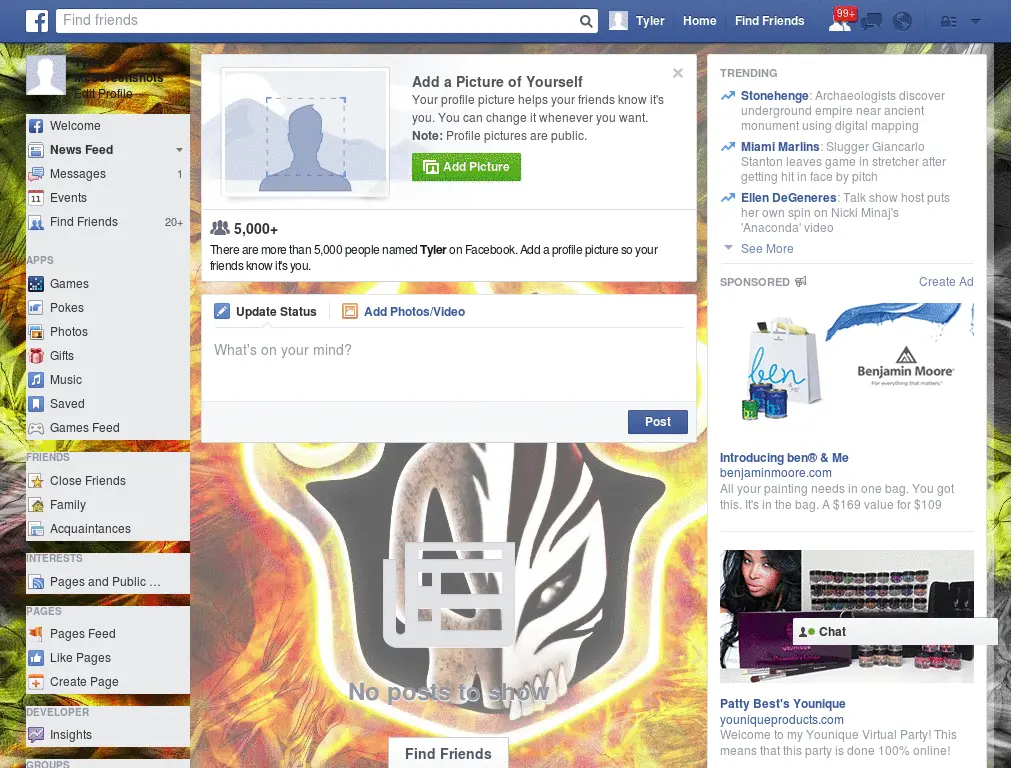 Find friends
Tyler
Home
Find Friends
99+
McScreenshots
Edit Profile
Welcome
News Feed
Messages 1
Events
Find Friends 20+
APPS
Games
Pokes
Photos
Gifts
Music
Saved
Games Feed
FRIENDS
Close Friends
Family
Acquaintances
INTERESTS
Pages and Public ...
PAGES
Pages Feed
Like Pages
Create Page
DEVELOPER
Insights
GROUPS
Add a Picture of Yourself
Your profile picture helps your friends know it's
you. You can change it whenever you want.
Note: Profile pictures are public.
Add Picture
5,000+
There are more than 5,000 people named Tyler on Facebook. Add a profile picture so your
friends know it's you.
Update Status
Add Photos/Video
What's on your mind?
Post
No posts to show
Find Friends
TRENDING
Stonehenge: Archaeologists discover
underground empire near ancient
monument using digital mapping
Miami Marlins: Slugger Giancarlo
Stanton leaves game in stretcher after
getting hit in face by pitch
Ellen DeGeneres: Talk show host puts
her own spin on Nicki Minaj's
'Anaconda' video
See More
SPONSORED
Create Ad
ben
Benjamin Moore
For everything that matters.
Introducing ben® & Me
benjaminmoore.com
All your painting needs in one bag. You got
this. It's in the bag. A $169 value for $109
YOUNIQUE
Chat
Patty Best's Younique
youniqueproducts.com
Welcome to my Younique Virtual Party! This
means that this party is done 100% online!